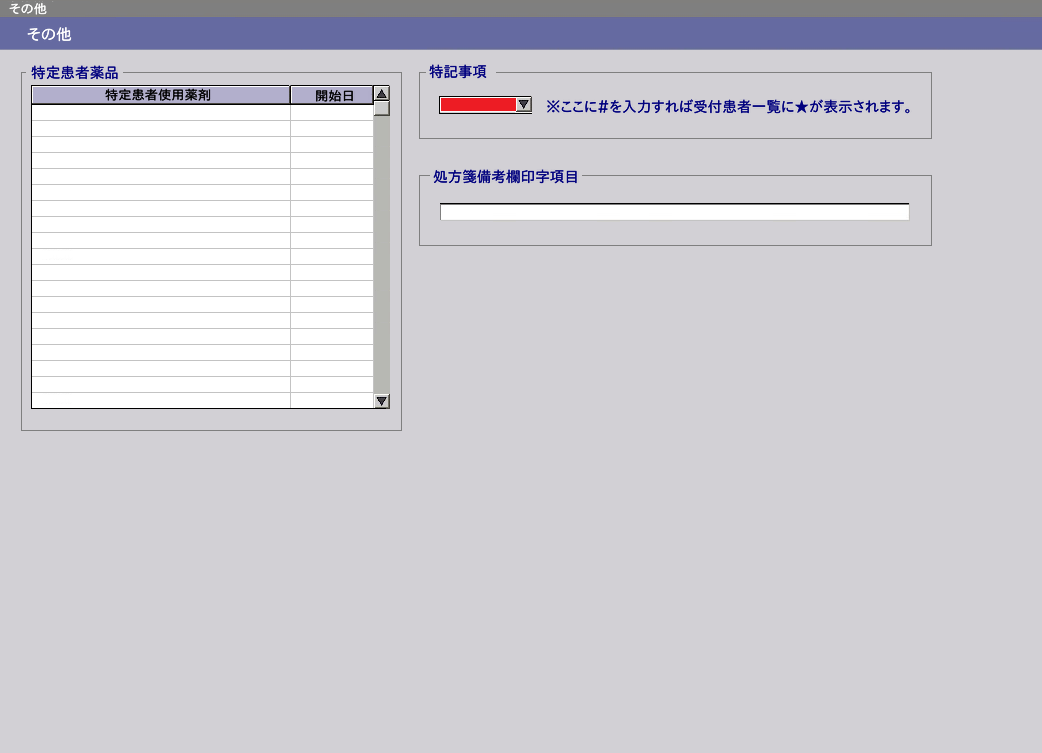 その他
その他
特定患者薬品
特定患者使用薬剤 開始日
特記事項
※ここに#を入力すれば受付患者一覧に★が表示されます。
処方箋備考欄印字項目